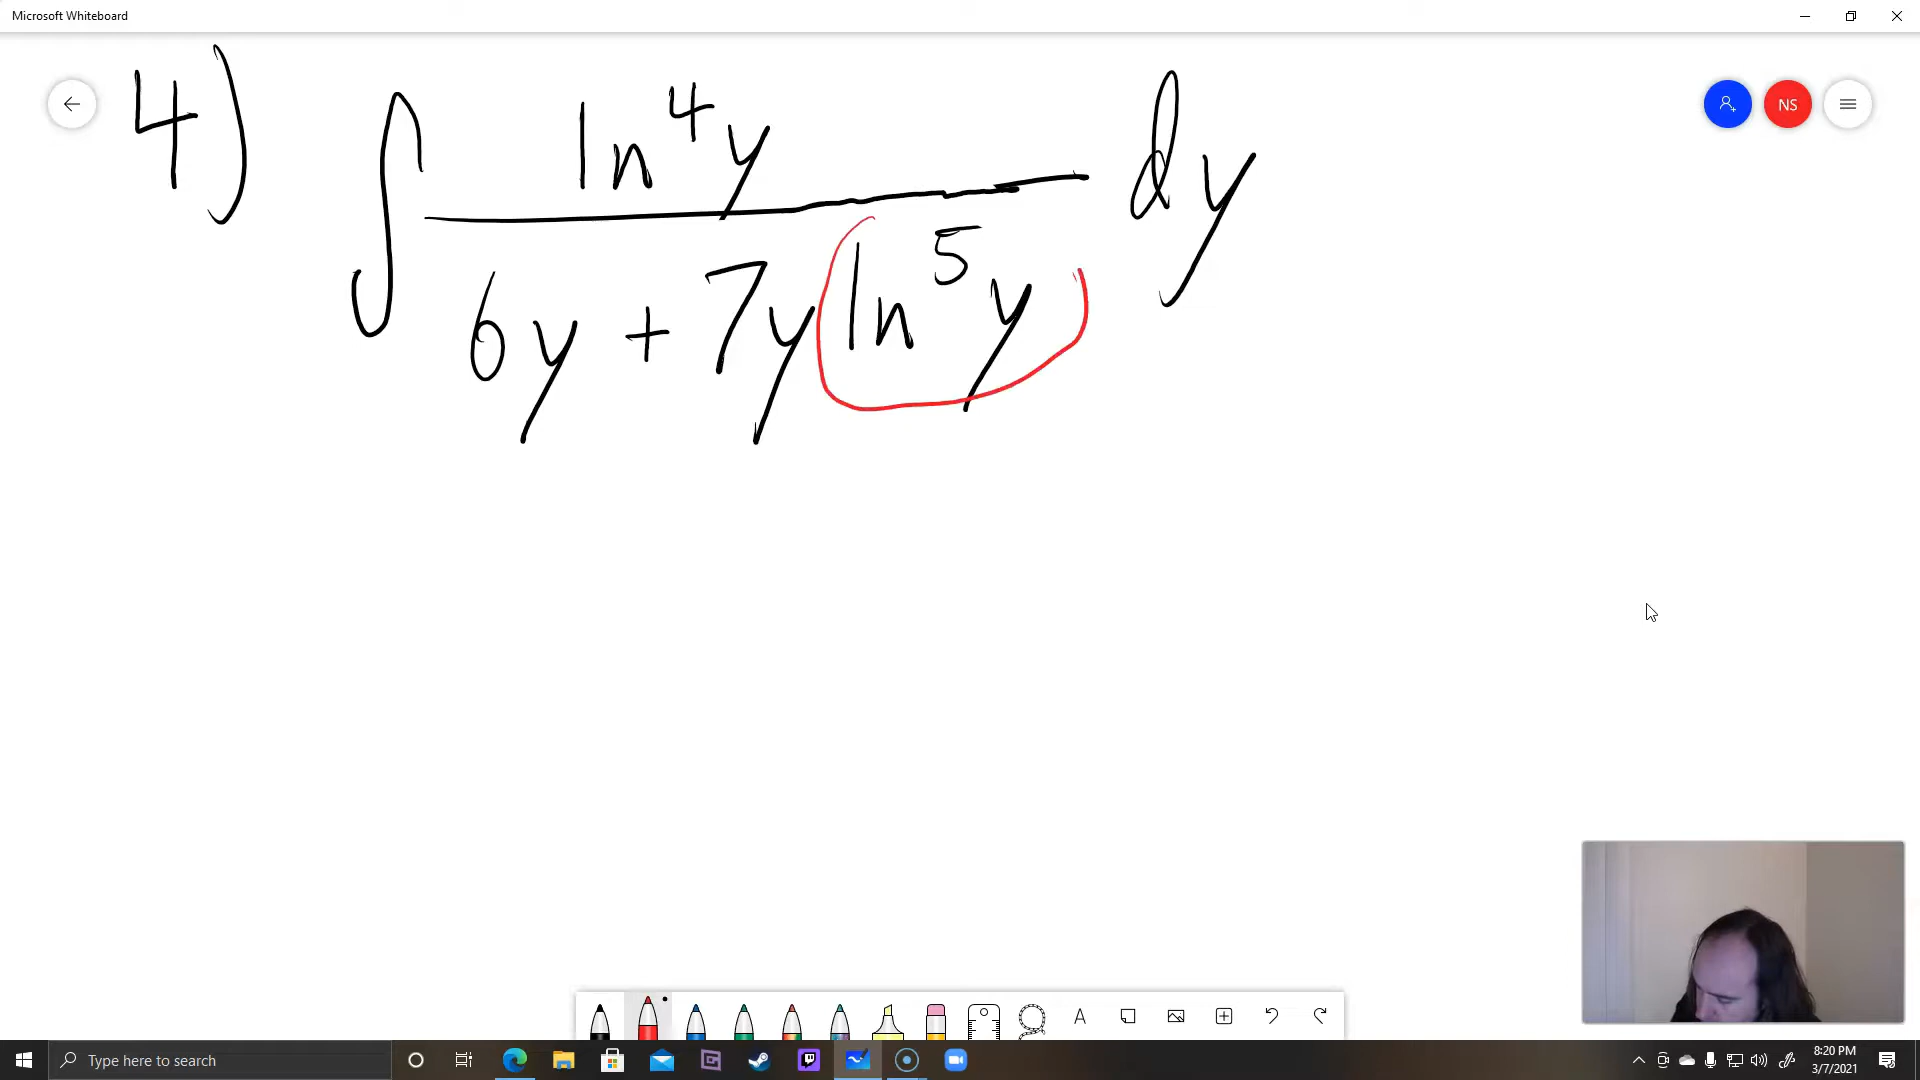 Microsoft Whiteboard
4) ∫ ln⁴y / (6y + 7y ln⁵y) dy
NS
A
Type here to search
8:20 PM
3/7/2021